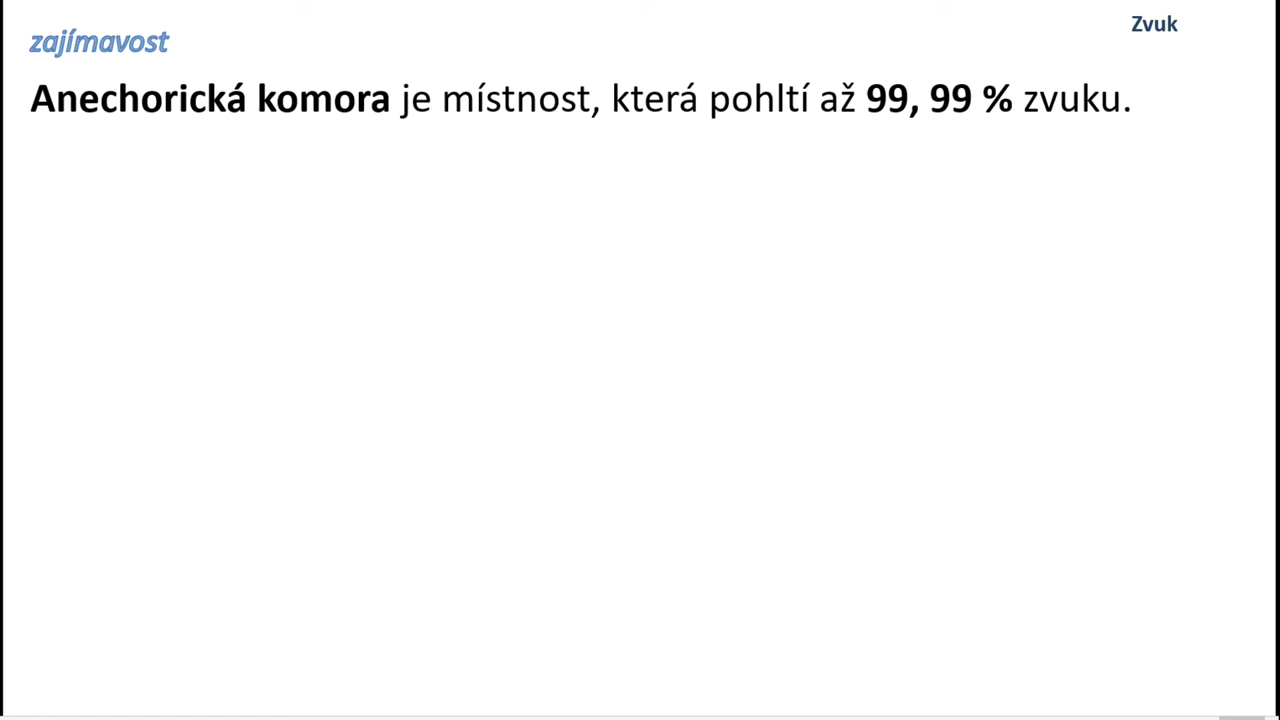 Zvuk
zajímavost
Anechorická komora je místnost, která pohltí až 99, 99 % zvuku.